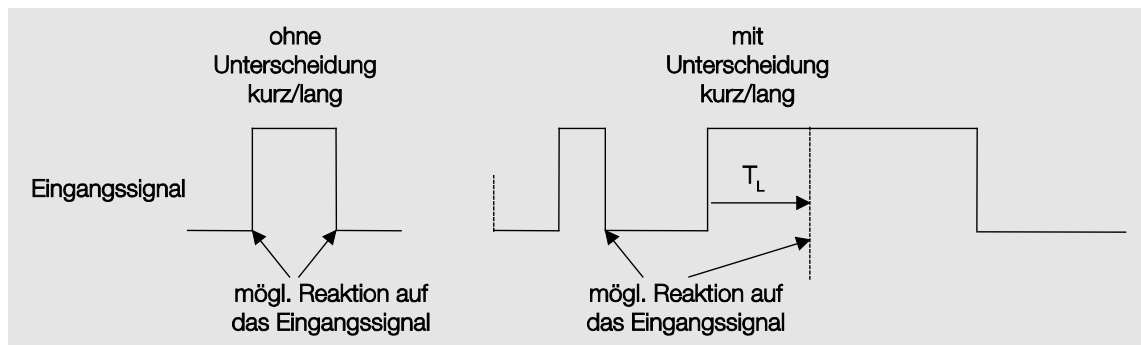 ohne
Unterscheidung
kurz/lang
mit
Unterscheidung
kurz/lang
Eingangssignal
TL
mögl. Reaktion auf
das Eingangssignal
mögl. Reaktion auf
das Eingangssignal